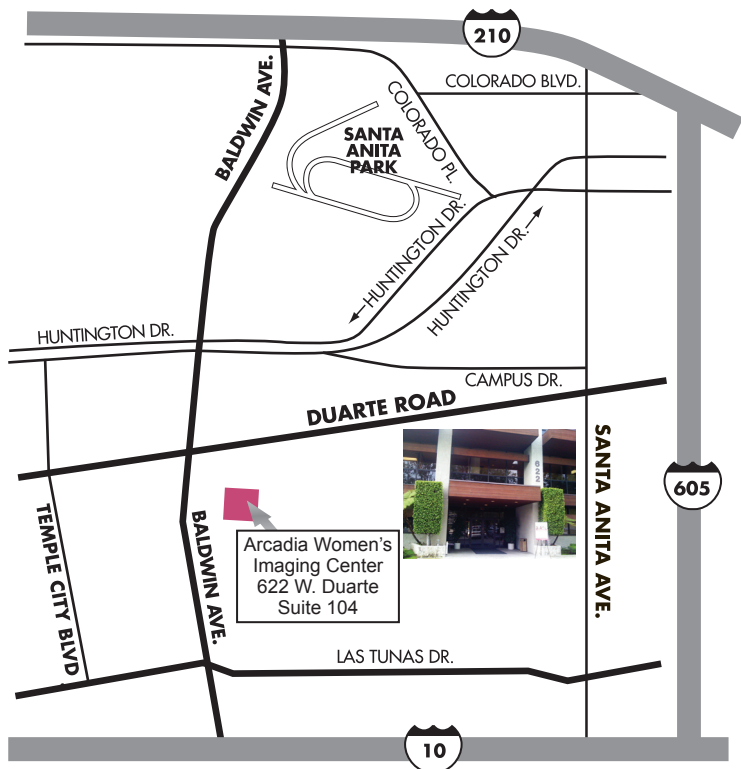 210
COLORADO BLVD.
BALDWIN AVE.
COLORADO PL.
SANTA
ANITA
PARK
HUNTINGTON DR.
HUNTINGTON DR.
HUNTINGTON DR.
CAMPUS DR.
DUARTE ROAD
SANTA ANITA AVE.
622
605
TEMPLE CITY BLVD.
BALDWIN AVE.
Arcadia Women's
Imaging Center
622 W. Duarte
Suite 104
LAS TUNAS DR.
10